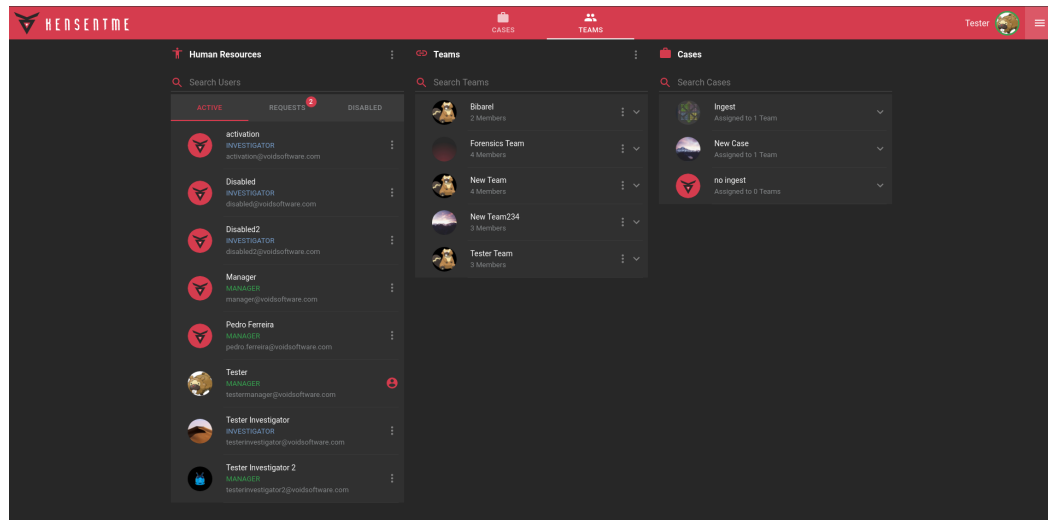 HENSENTME
CASES
TEAMS
Tester
Human Resources
Search Users
ACTIVE
REQUESTS 2
DISABLED
activation
INVESTIGATOR
activation@voidsoftware.com
Disabled
INVESTIGATOR
disabled@voidsoftware.com
Disabled2
INVESTIGATOR
disabled2@voidsoftware.com
Manager
MANAGER
manager@voidsoftware.com
Pedro Ferreira
MANAGER
pedro.ferreira@voidsoftware.com
Tester
MANAGER
testermanager@voidsoftware.com
Tester Investigator
INVESTIGATOR
testerinvestigator@voidsoftware.com
Tester Investigator 2
MANAGER
testerinvestigator2@voidsoftware.com
Teams
Search Teams
Bibarel
2 Members
Forensics Team
4 Members
New Team
4 Members
New Team234
3 Members
Tester Team
3 Members
Cases
Search Cases
Ingest
Assigned to 1 Team
New Case
Assigned to 1 Team
no ingest
Assigned to 0 Teams